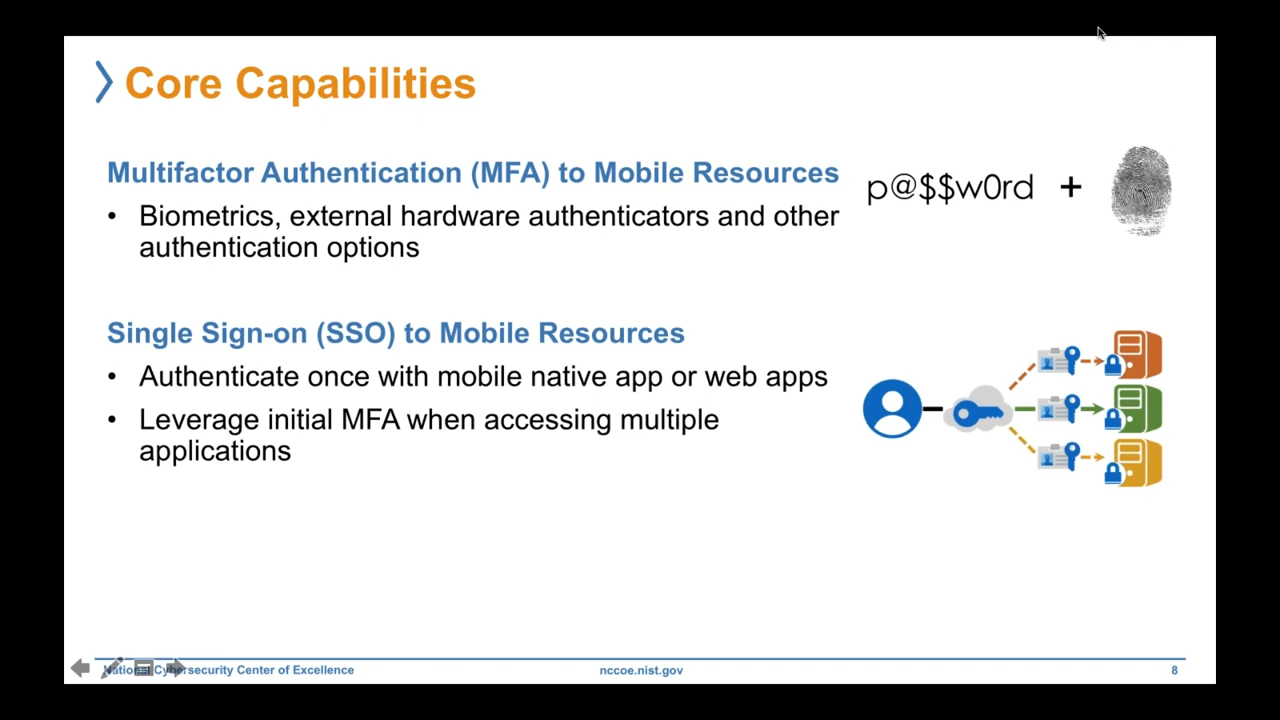 Core Capabilities
Multifactor Authentication (MFA) to Mobile Resources
• Biometrics, external hardware authenticators and other
authentication options
p@$$w0rd +
Single Sign-on (SSO) to Mobile Resources
• Authenticate once with mobile native app or web apps
• Leverage initial MFA when accessing multiple
applications
National Cybersecurity Center of Excellence
nccoe.nist.gov
8